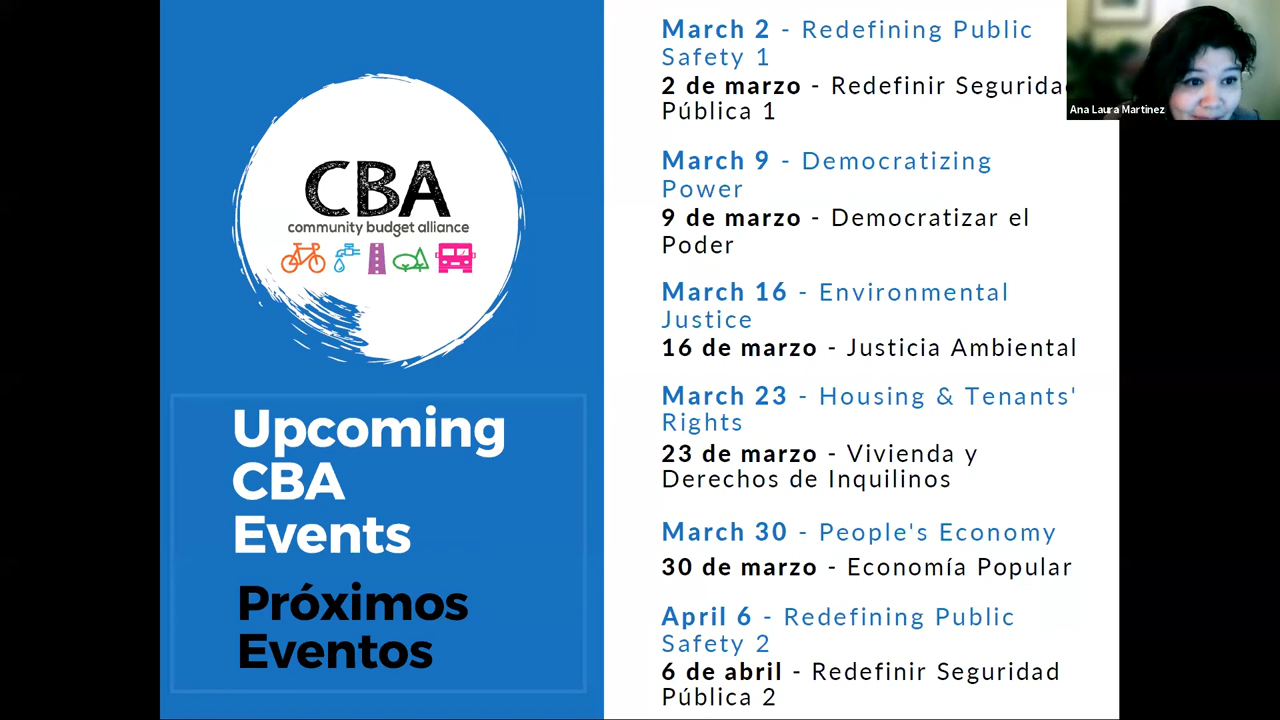 CBA
community budget alliance
Upcoming
CBA
Events
Próximos
Eventos
March 2 - Redefining Public
Safety 1
2 de marzo - Redefinir Segurida
Pública 1
March 9 - Democratizing
Power
9 de marzo - Democratizar el
Poder
March 16 - Environmental
Justice
16 de marzo - Justicia Ambiental
March 23 - Housing & Tenants'
Rights
23 de marzo - Vivienda y
Derechos de Inquilinos
March 30 - People's Economy
30 de marzo - Economía Popular
April 6 - Redefining Public
Safety 2
6 de abril - Redefinir Seguridad
Pública 2
Ana Laura Martinez